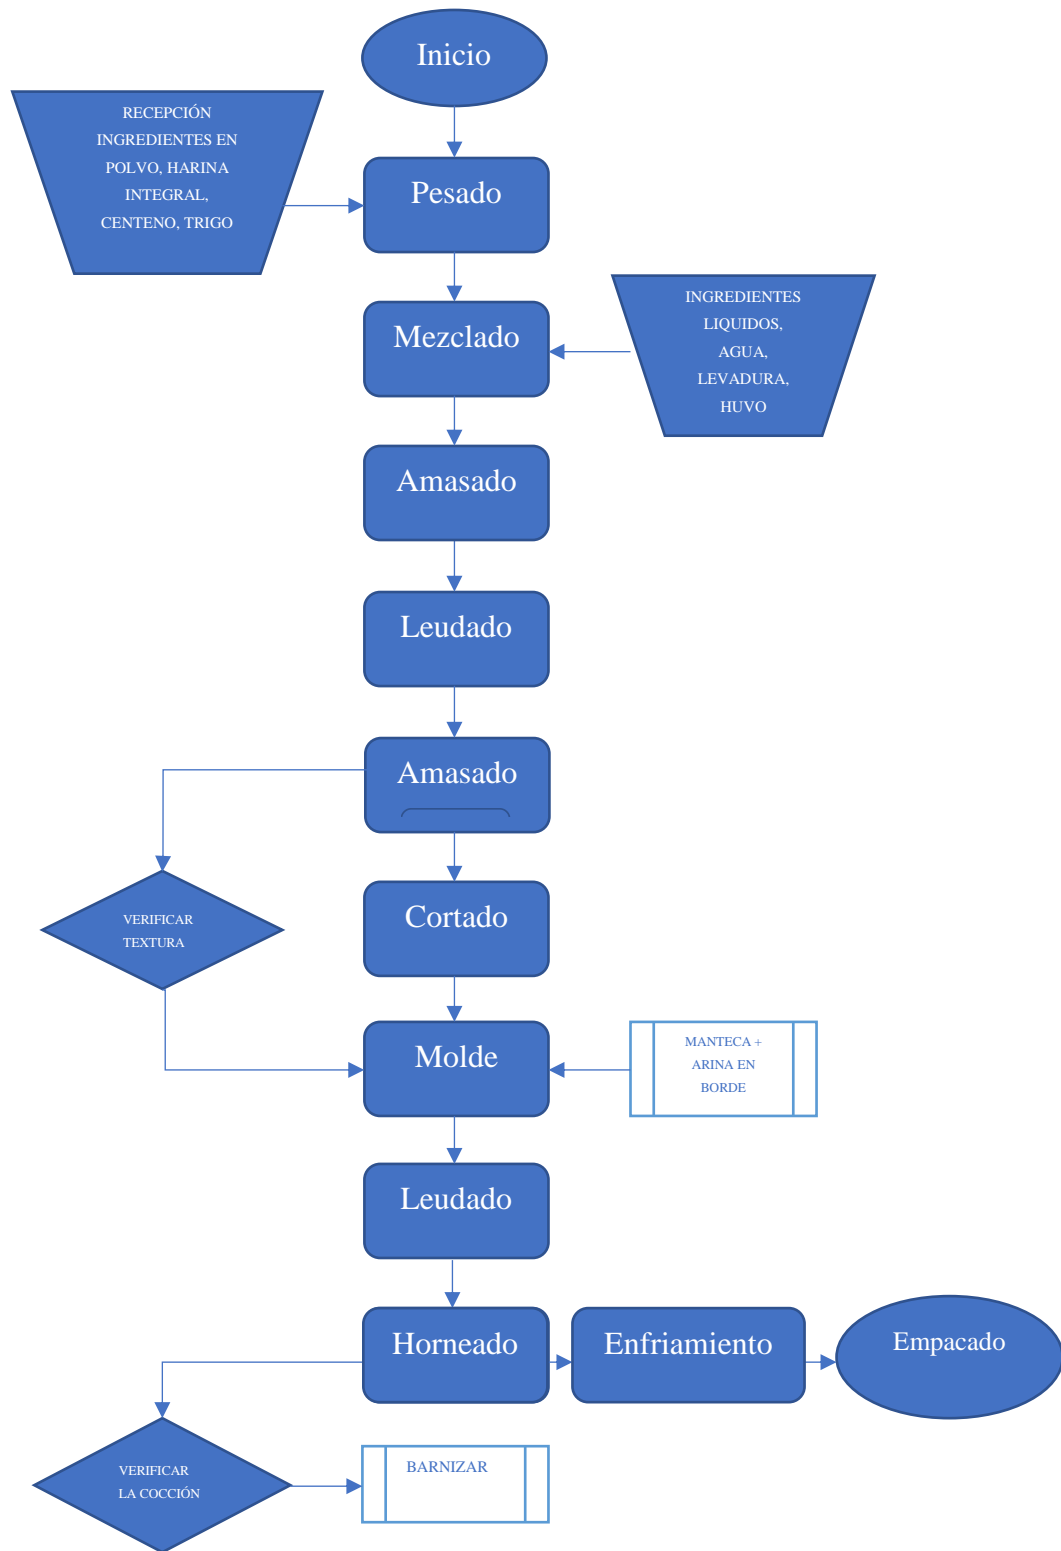 Inicio
RECEPCIÓN
INGREDIENTES EN
POLVO, HARINA
INTEGRAL,
CENTENO, TRIGO
Pesado
INGREDIENTES
LIQUIDOS,
AGUA,
LEVADURA,
HUVO
Mezclado
Amasado
Leudado
Amasado
VERIFICAR
TEXTURA
Cortado
Molde
MANTECA +
ARINA EN
BORDE
Leudado
Horneado
Enfriamiento
Empacado
VERIFICAR
LA COCCIÓN
BARNIZAR